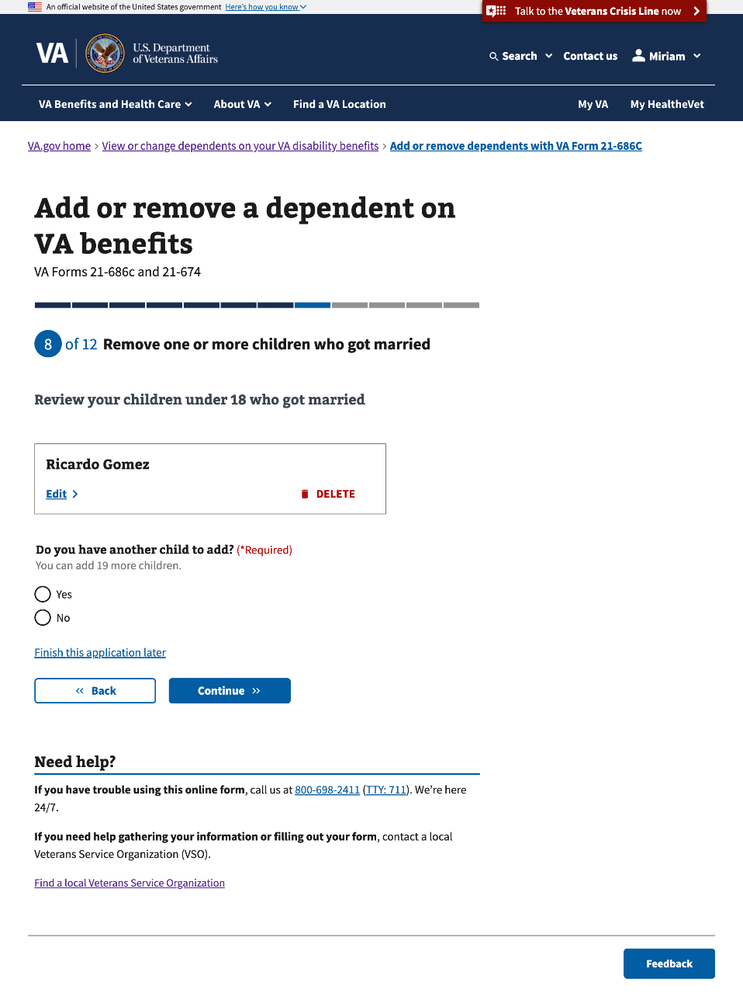 An official website of the United States government Here's how you know
Talk to the Veterans Crisis Line now
VA
U.S. Department
of Veterans Affairs
Search
Contact us
Miriam
VA Benefits and Health Care
About VA
Find a VA Location
My VA
My HealtheVet
VA.gov home › View or change dependents on your VA disability benefits › Add or remove dependents with VA Form 21-686C
Add or remove a dependent on
VA benefits
VA Forms 21-686c and 21-674
8 of 12 Remove one or more children who got married
Review your children under 18 who got married
Ricardo Gomez
Edit
DELETE
Do you have another child to add? (*Required)
You can add 19 more children.
Yes
No
Finish this application later
« Back
Continue »
Need help?
If you have trouble using this online form, call us at 800-698-2411 (TTY: 711). We're here
24/7.
If you need help gathering your information or filling out your form, contact a local
Veterans Service Organization (VSO).
Find a local Veterans Service Organization
Feedback